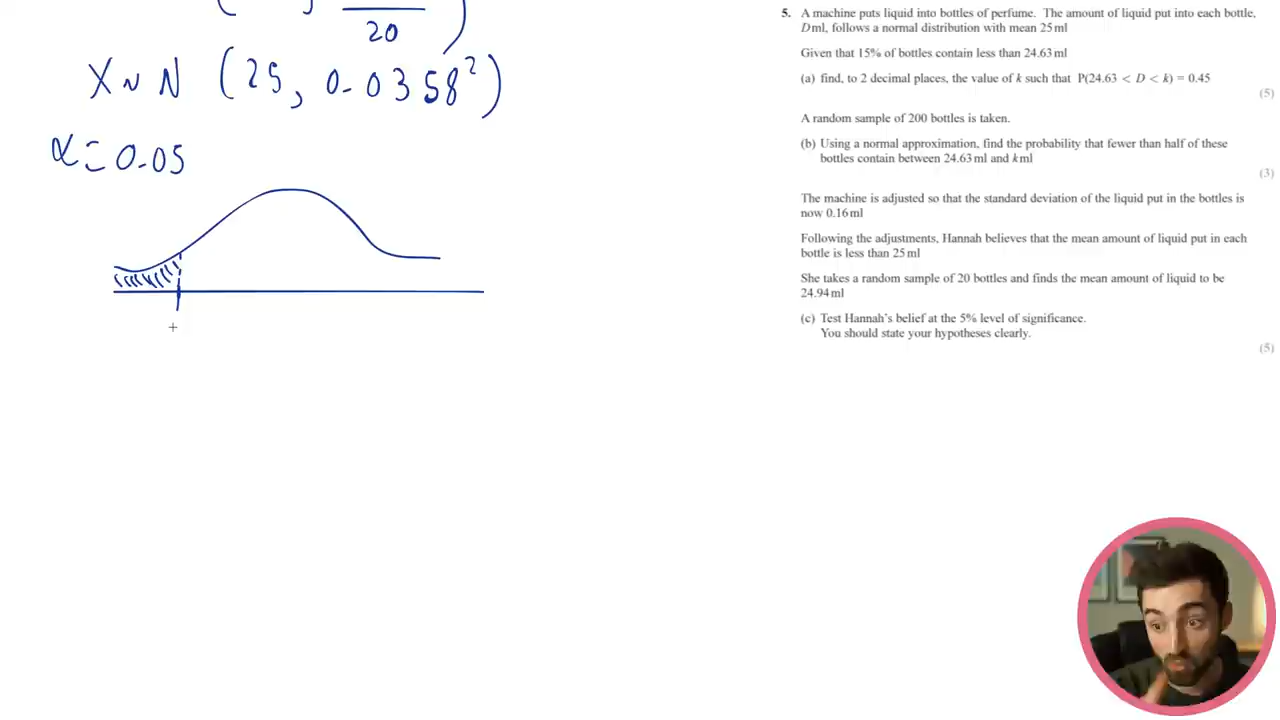 20
X ~ N (25, 0.0358²)
α = 0.05
5. A machine puts liquid into bottles of perfume. The amount of liquid put into each bottle,
D ml, follows a normal distribution with mean 25 ml
Given that 15% of bottles contain less than 24.63 ml
(a) find, to 2 decimal places, the value of k such that P(24.63 < D < k) = 0.45
(5)
A random sample of 200 bottles is taken.
(b) Using a normal approximation, find the probability that fewer than half of these
bottles contain between 24.63 ml and k ml
(3)
The machine is adjusted so that the standard deviation of the liquid put in the bottles is
now 0.16 ml
Following the adjustments, Hannah believes that the mean amount of liquid put in each
bottle is less than 25 ml
She takes a random sample of 20 bottles and finds the mean amount of liquid to be
24.94 ml
(c) Test Hannah's belief at the 5% level of significance.
You should state your hypotheses clearly.
(5)